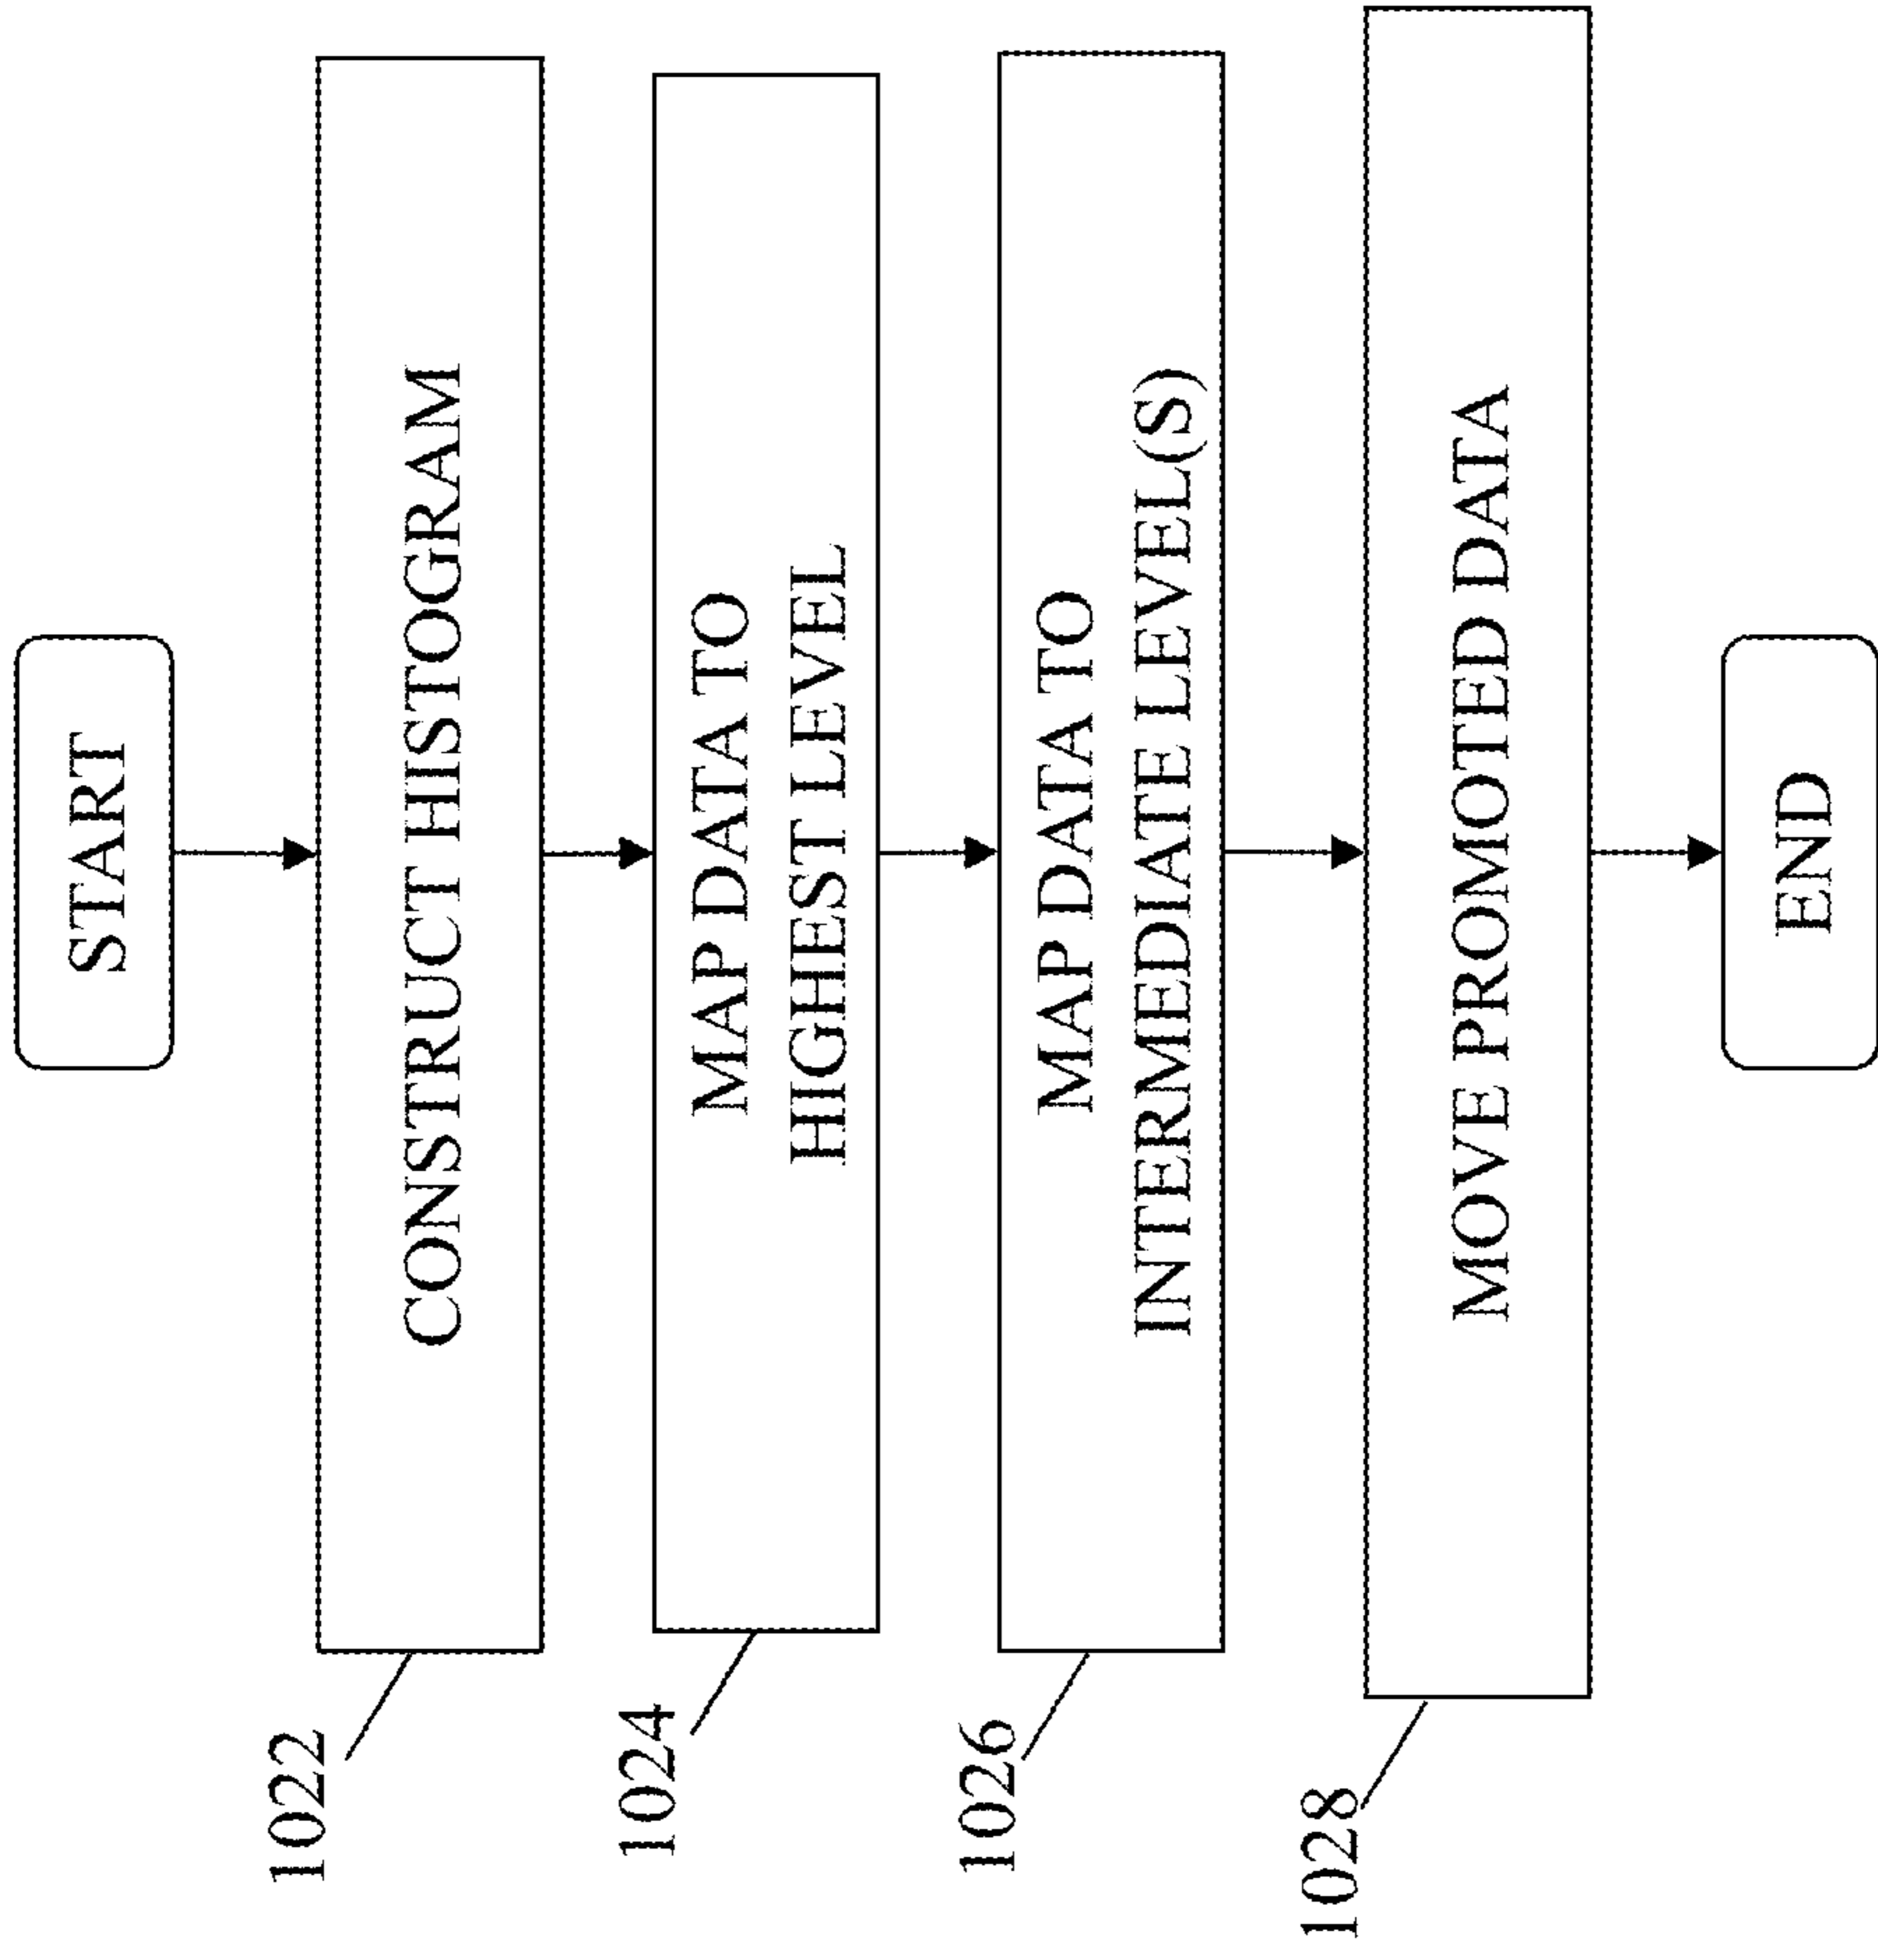 START
1022
CONSTRUCT HISTOGRAM
1024
MAP DATA TO
HIGHEST LEVEL
1026
MAP DATA TO
INTERMEDIATE LEVEL(S)
1028
MOVE PROMOTED DATA
END